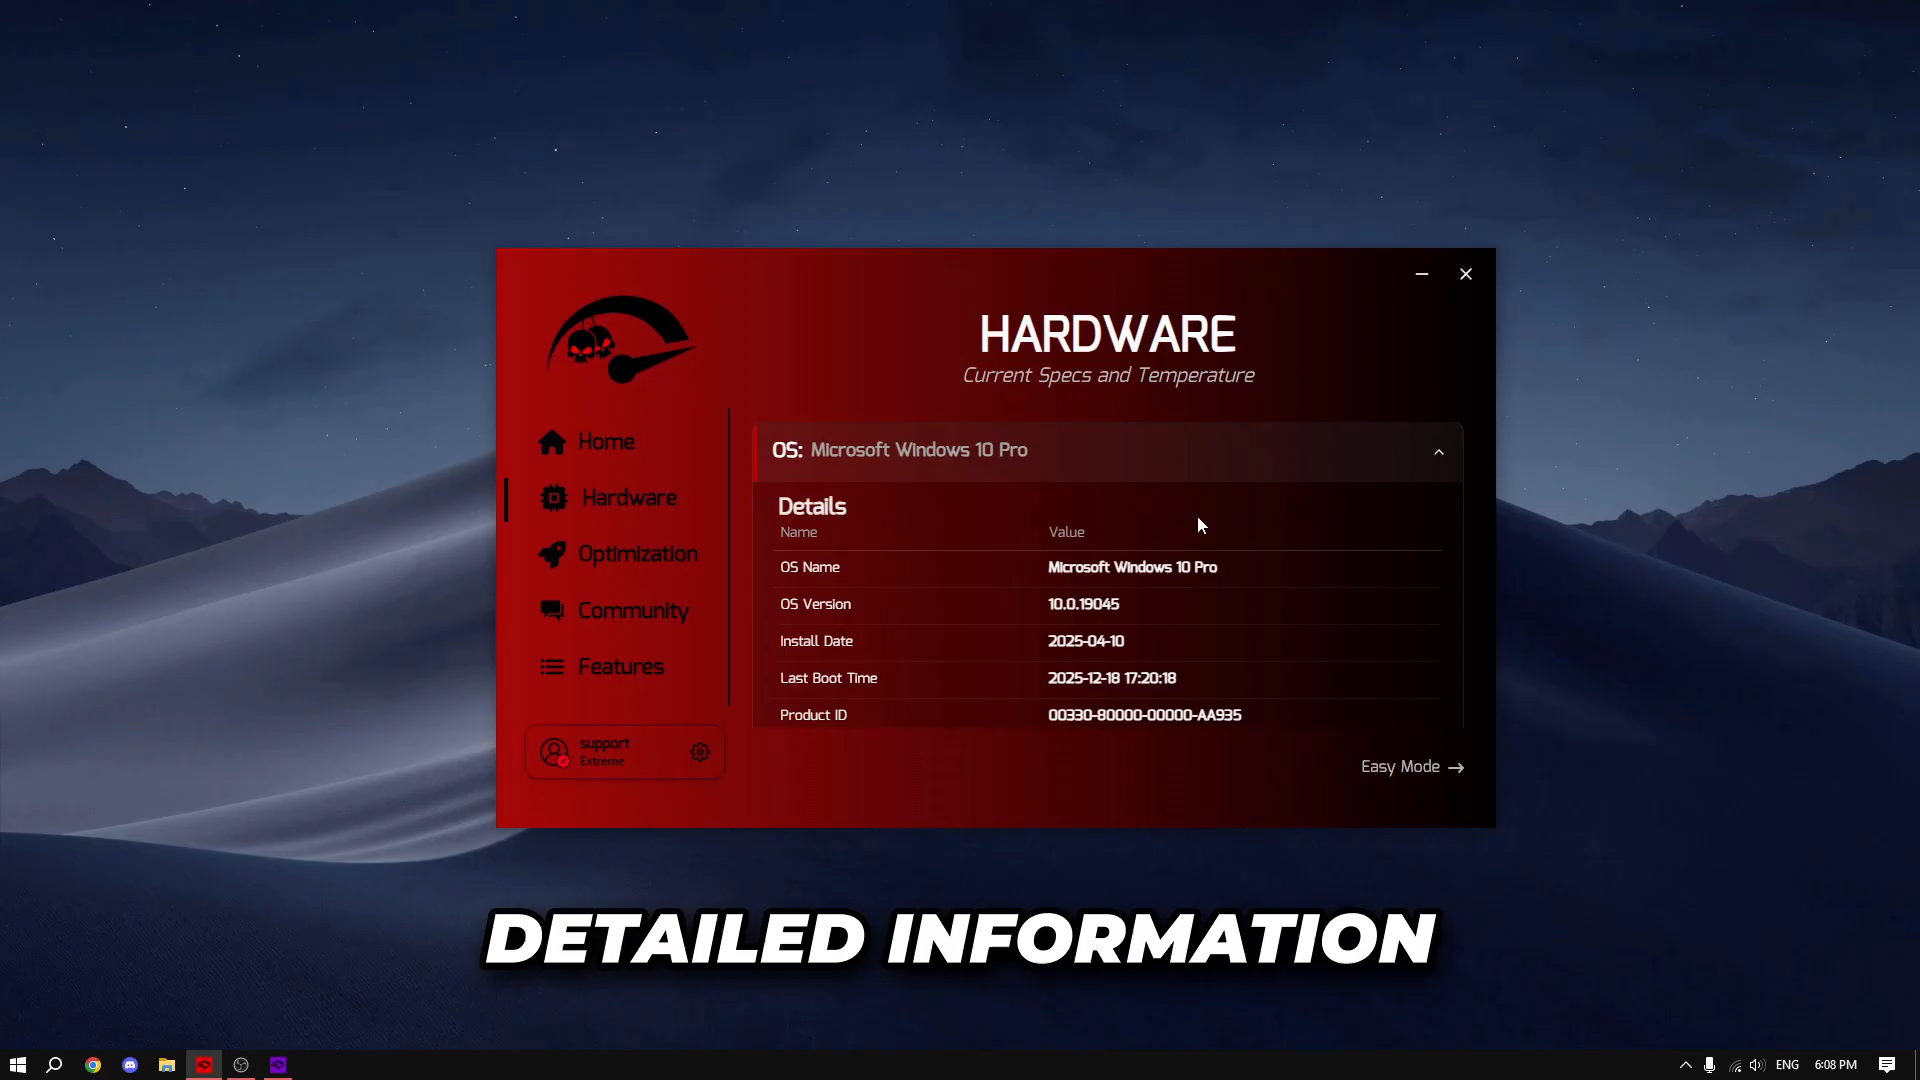 HARDWARE
Current Specs and Temperature
Home
Hardware
Optimization
Community
Features
support
Extreme
OS: Microsoft Windows 10 Pro
Details
Name Value
OS Name Microsoft Windows 10 Pro
OS Version 10.0.19045
Install Date 2025-04-10
Last Boot Time 2025-12-18 17:20:18
Product ID 00330-80000-00000-AA935
Easy Mode →
DETAILED INFORMATION
ENG 6:08 PM